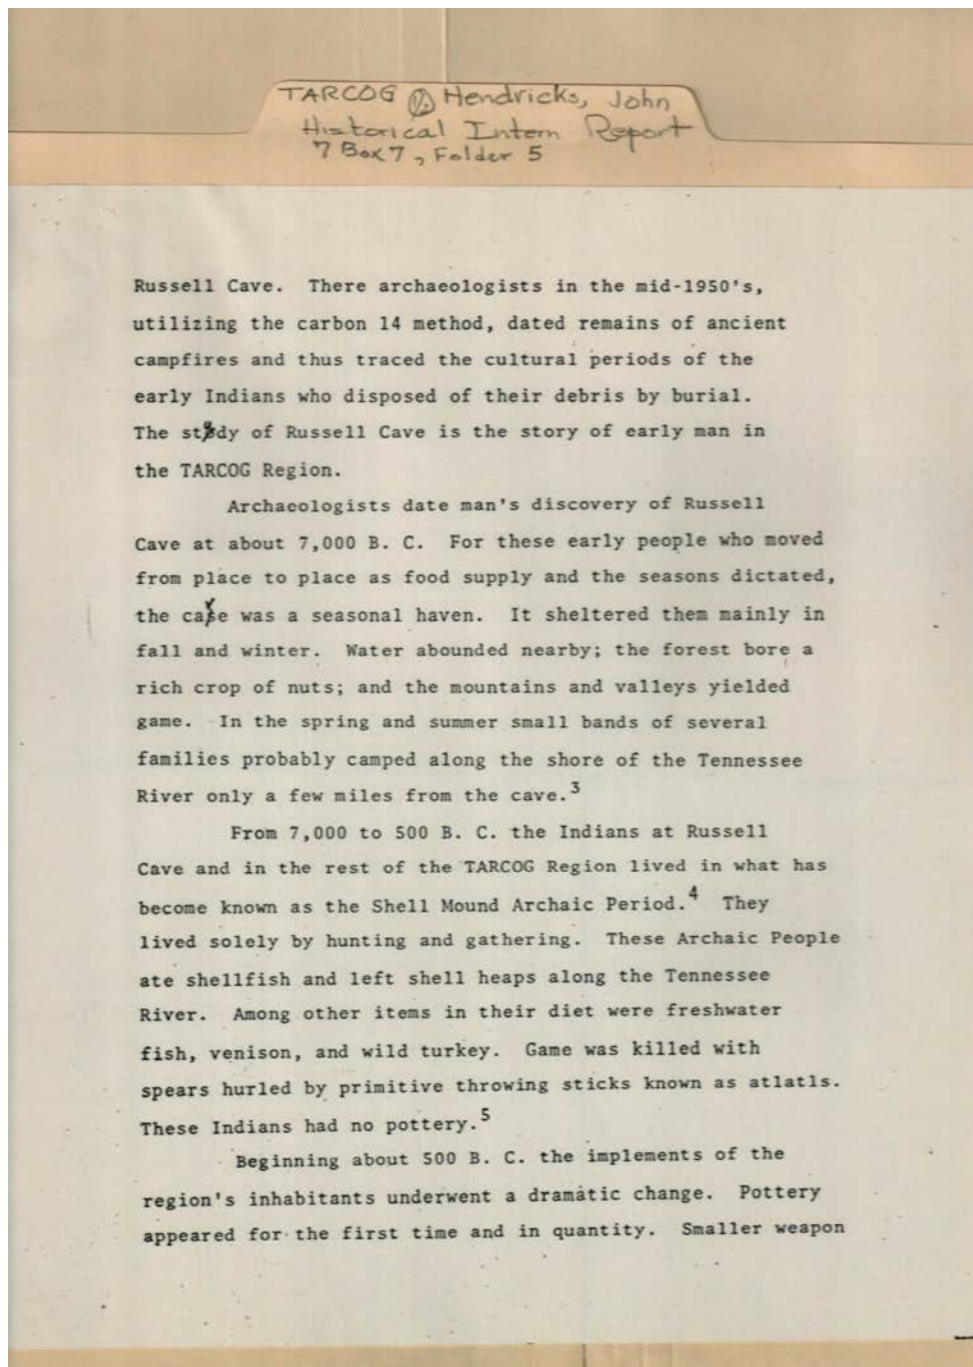 TARCOG % Hendricks, John
Historical Intern Report
7 Box 7, Folder 5
Russell Cave. There archaeologists in the mid-1950's,
utilizing the carbon 14 method, dated remains of ancient
campfires and thus traced the cultural periods of the
early Indians who disposed of their debris by burial.
The study of Russell Cave is the story of early man in
the TARCOG Region.
Archaeologists date man's discovery of Russell
Cave at about 7,000 B. C. For these early people who moved
from place to place as food supply and the seasons dictated,
the cave was a seasonal haven. It sheltered them mainly in
fall and winter. Water abounded nearby; the forest bore a
rich crop of nuts; and the mountains and valleys yielded
game. In the spring and summer small bands of several
families probably camped along the shore of the Tennessee
River only a few miles from the cave.3
From 7,000 to 500 B. C. the Indians at Russell
Cave and in the rest of the TARCOG Region lived in what has
become known as the Shell Mound Archaic Period.4 They
lived solely by hunting and gathering. These Archaic People
ate shellfish and left shell heaps along the Tennessee
River. Among other items in their diet were freshwater
fish, venison, and wild turkey. Game was killed with
spears hurled by primitive throwing sticks known as atlatls.
These Indians had no pottery.5
Beginning about 500 B. C. the implements of the
region's inhabitants underwent a dramatic change. Pottery
appeared for the first time and in quantity. Smaller weapon